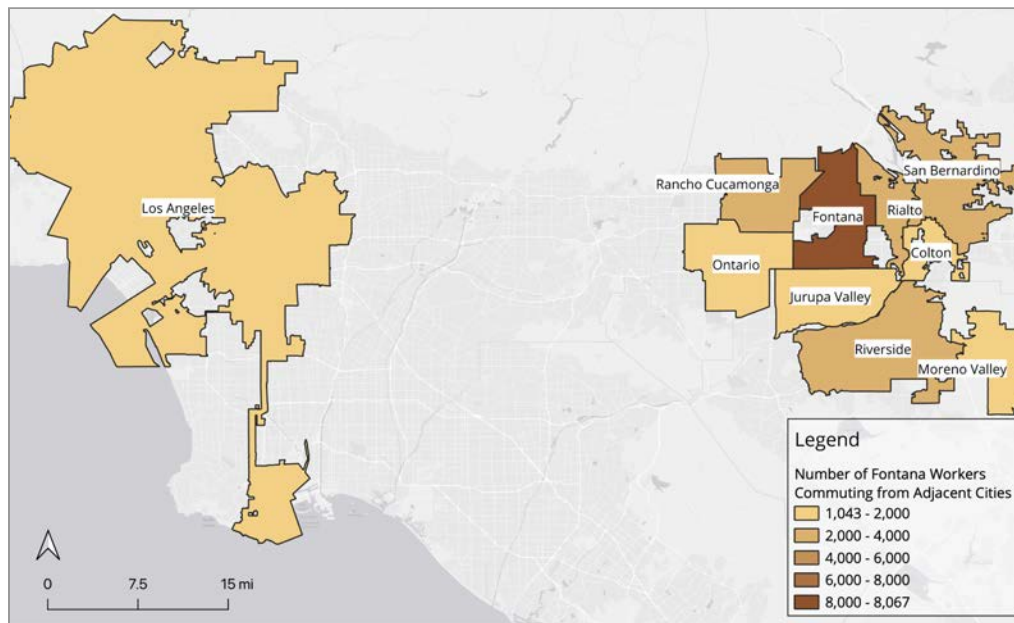 San Bernardino
Rancho Cucamonga
Los Angeles
Rialto
Fontana
Colton
Ontario
Jurupa Valley
Riverside
Moreno Valley
Legend
Number of Fontana Workers
Commuting from Adjacent Cities
1,043 - 2,000
2,000 - 4,000
4,000 - 6,000
6,000 - 8,000
8,000 - 8,067
0 7.5 15 mi